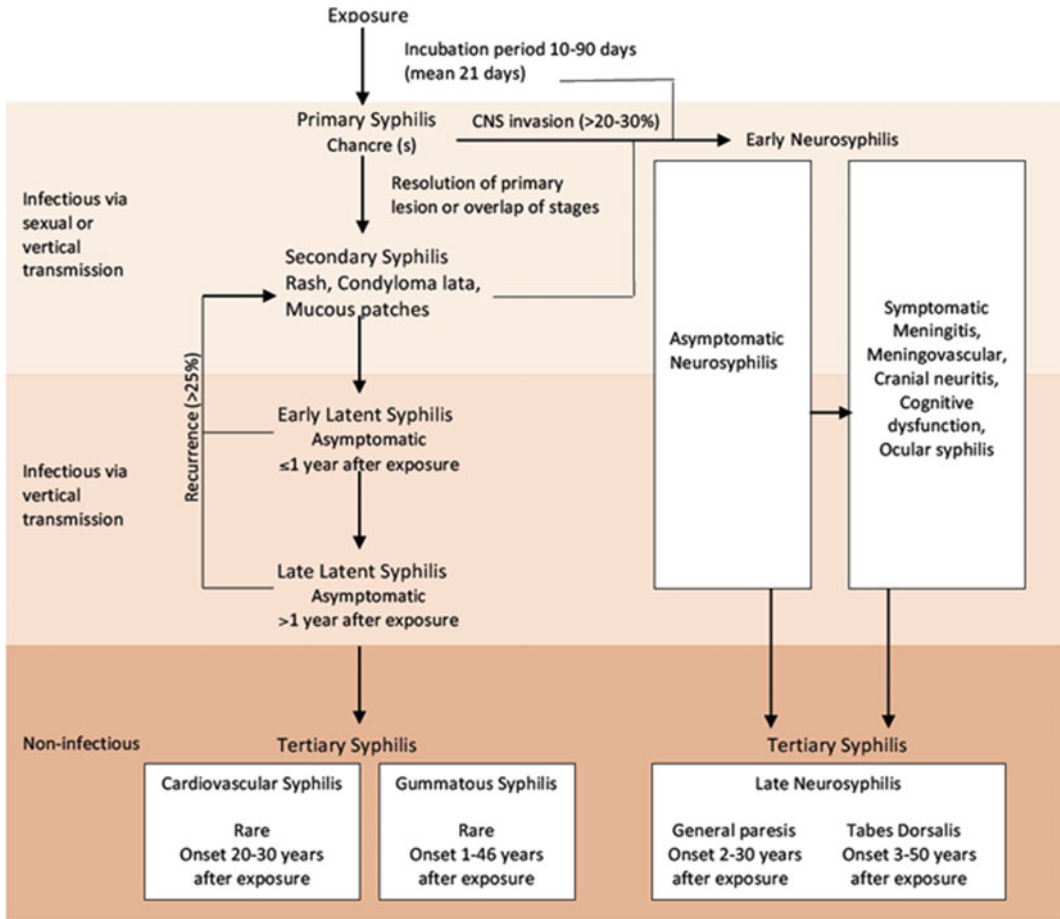 Exposure
Incubation period 10-90 days
(mean 21 days)
Primary Syphilis
Chancre (s)
CNS invasion (>20-30%)
Early Neurosyphilis
Resolution of primary
lesion or overlap of stages
Infectious via
sexual or
vertical
transmission
Secondary Syphilis
Rash, Condyloma lata,
Mucous patches
Asymptomatic
Neurosyphilis
Symptomatic
Meningitis,
Meningovascular,
Cranial neuritis,
Cognitive
dysfunction,
Ocular syphilis
Recurrence (>25%)
Early Latent Syphilis
Asymptomatic
≤1 year after exposure
Infectious via
vertical
transmission
Late Latent Syphilis
Asymptomatic
>1 year after exposure
Non-infectious
Tertiary Syphilis
Tertiary Syphilis
Cardiovascular Syphilis
Rare
Onset 20-30 years
after exposure
Gummatous Syphilis
Rare
Onset 1-46 years
after exposure
Late Neurosyphilis
General paresis
Onset 2-30 years
after exposure
Tabes Dorsalis
Onset 3-50 years
after exposure